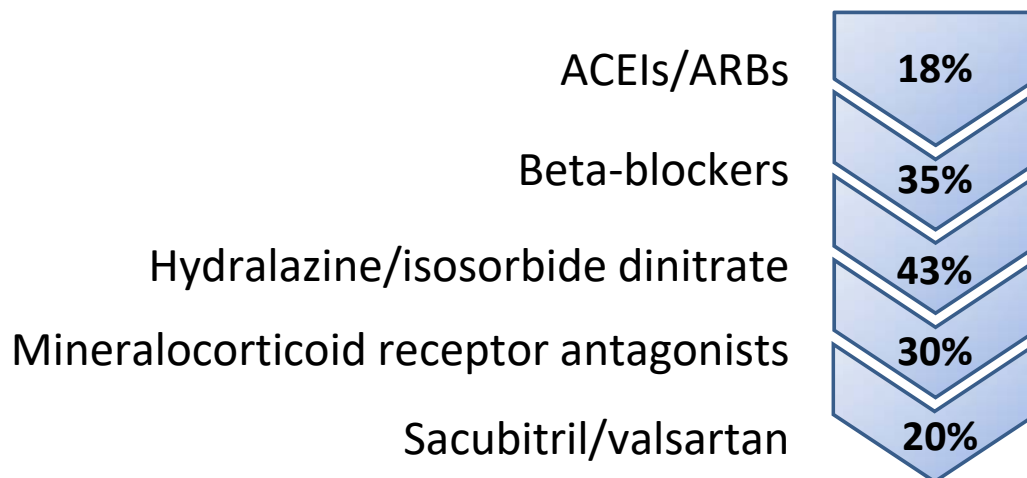 ACEIs/ARBs 18%
Beta-blockers 35%
Hydralazine/isosorbide dinitrate 43%
Mineralocorticoid receptor antagonists 30%
Sacubitril/valsartan 20%